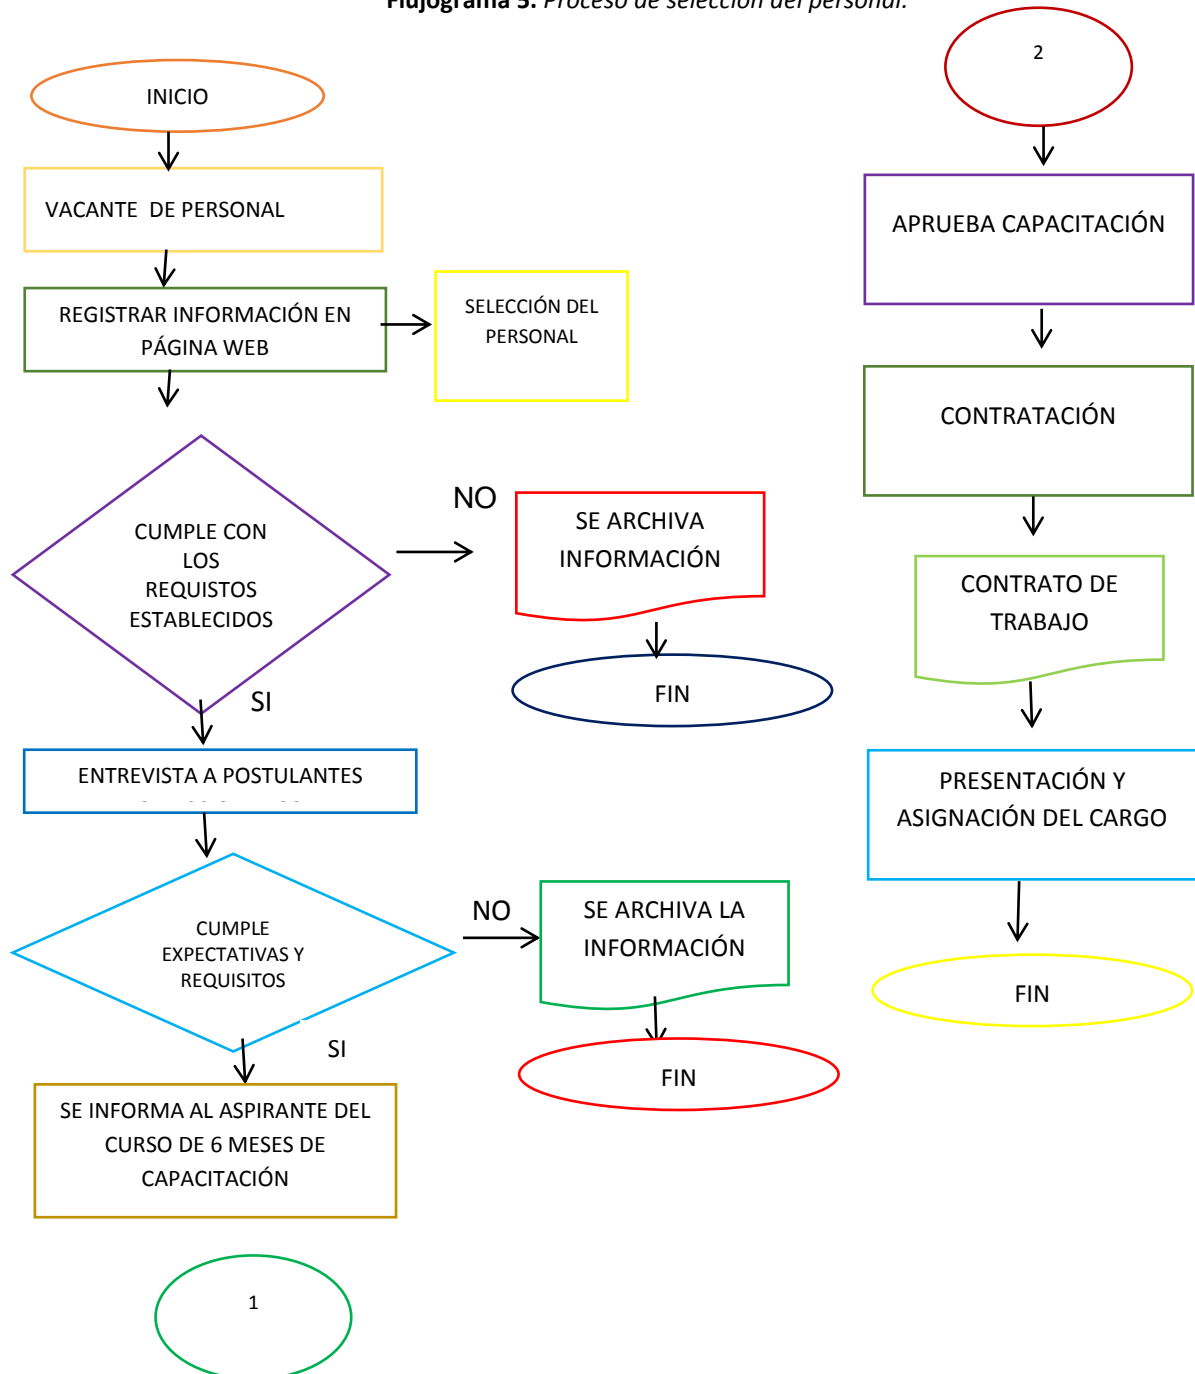 Flujograma 5. Proceso de selección del personal.
INICIO
VACANTE DE PERSONAL
REGISTRAR INFORMACIÓN EN
PÁGINA WEB
SELECCIÓN DEL
PERSONAL
CUMPLE CON
LOS
REQUISTOS
ESTABLECIDOS
NO
SE ARCHIVA
INFORMACIÓN
FIN
SI
ENTREVISTA A POSTULANTES
CUMPLE
EXPECTATIVAS Y
REQUISITOS
NO
SE ARCHIVA LA
INFORMACIÓN
FIN
SI
SE INFORMA AL ASPIRANTE DEL
CURSO DE 6 MESES DE
CAPACITACIÓN
1
2
APRUEBA CAPACITACIÓN
CONTRATACIÓN
CONTRATO DE
TRABAJO
PRESENTACIÓN Y
ASIGNACIÓN DEL CARGO
FIN